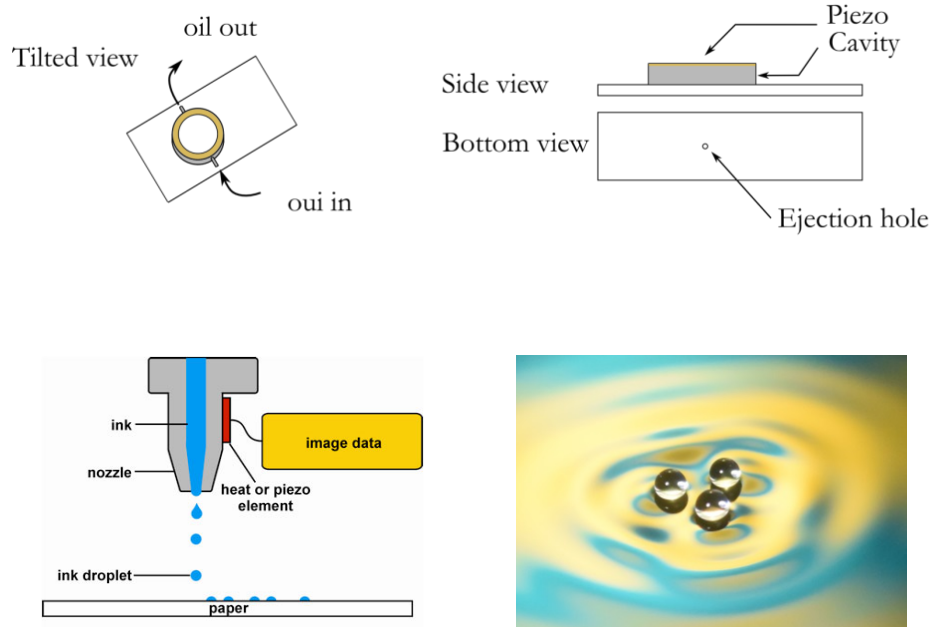 oil out
Tilted view
oui in
Piezo
Cavity
Side view
Bottom view
Ejection hole
ink
nozzle
image data
heat or piezo
element
ink droplet
paper